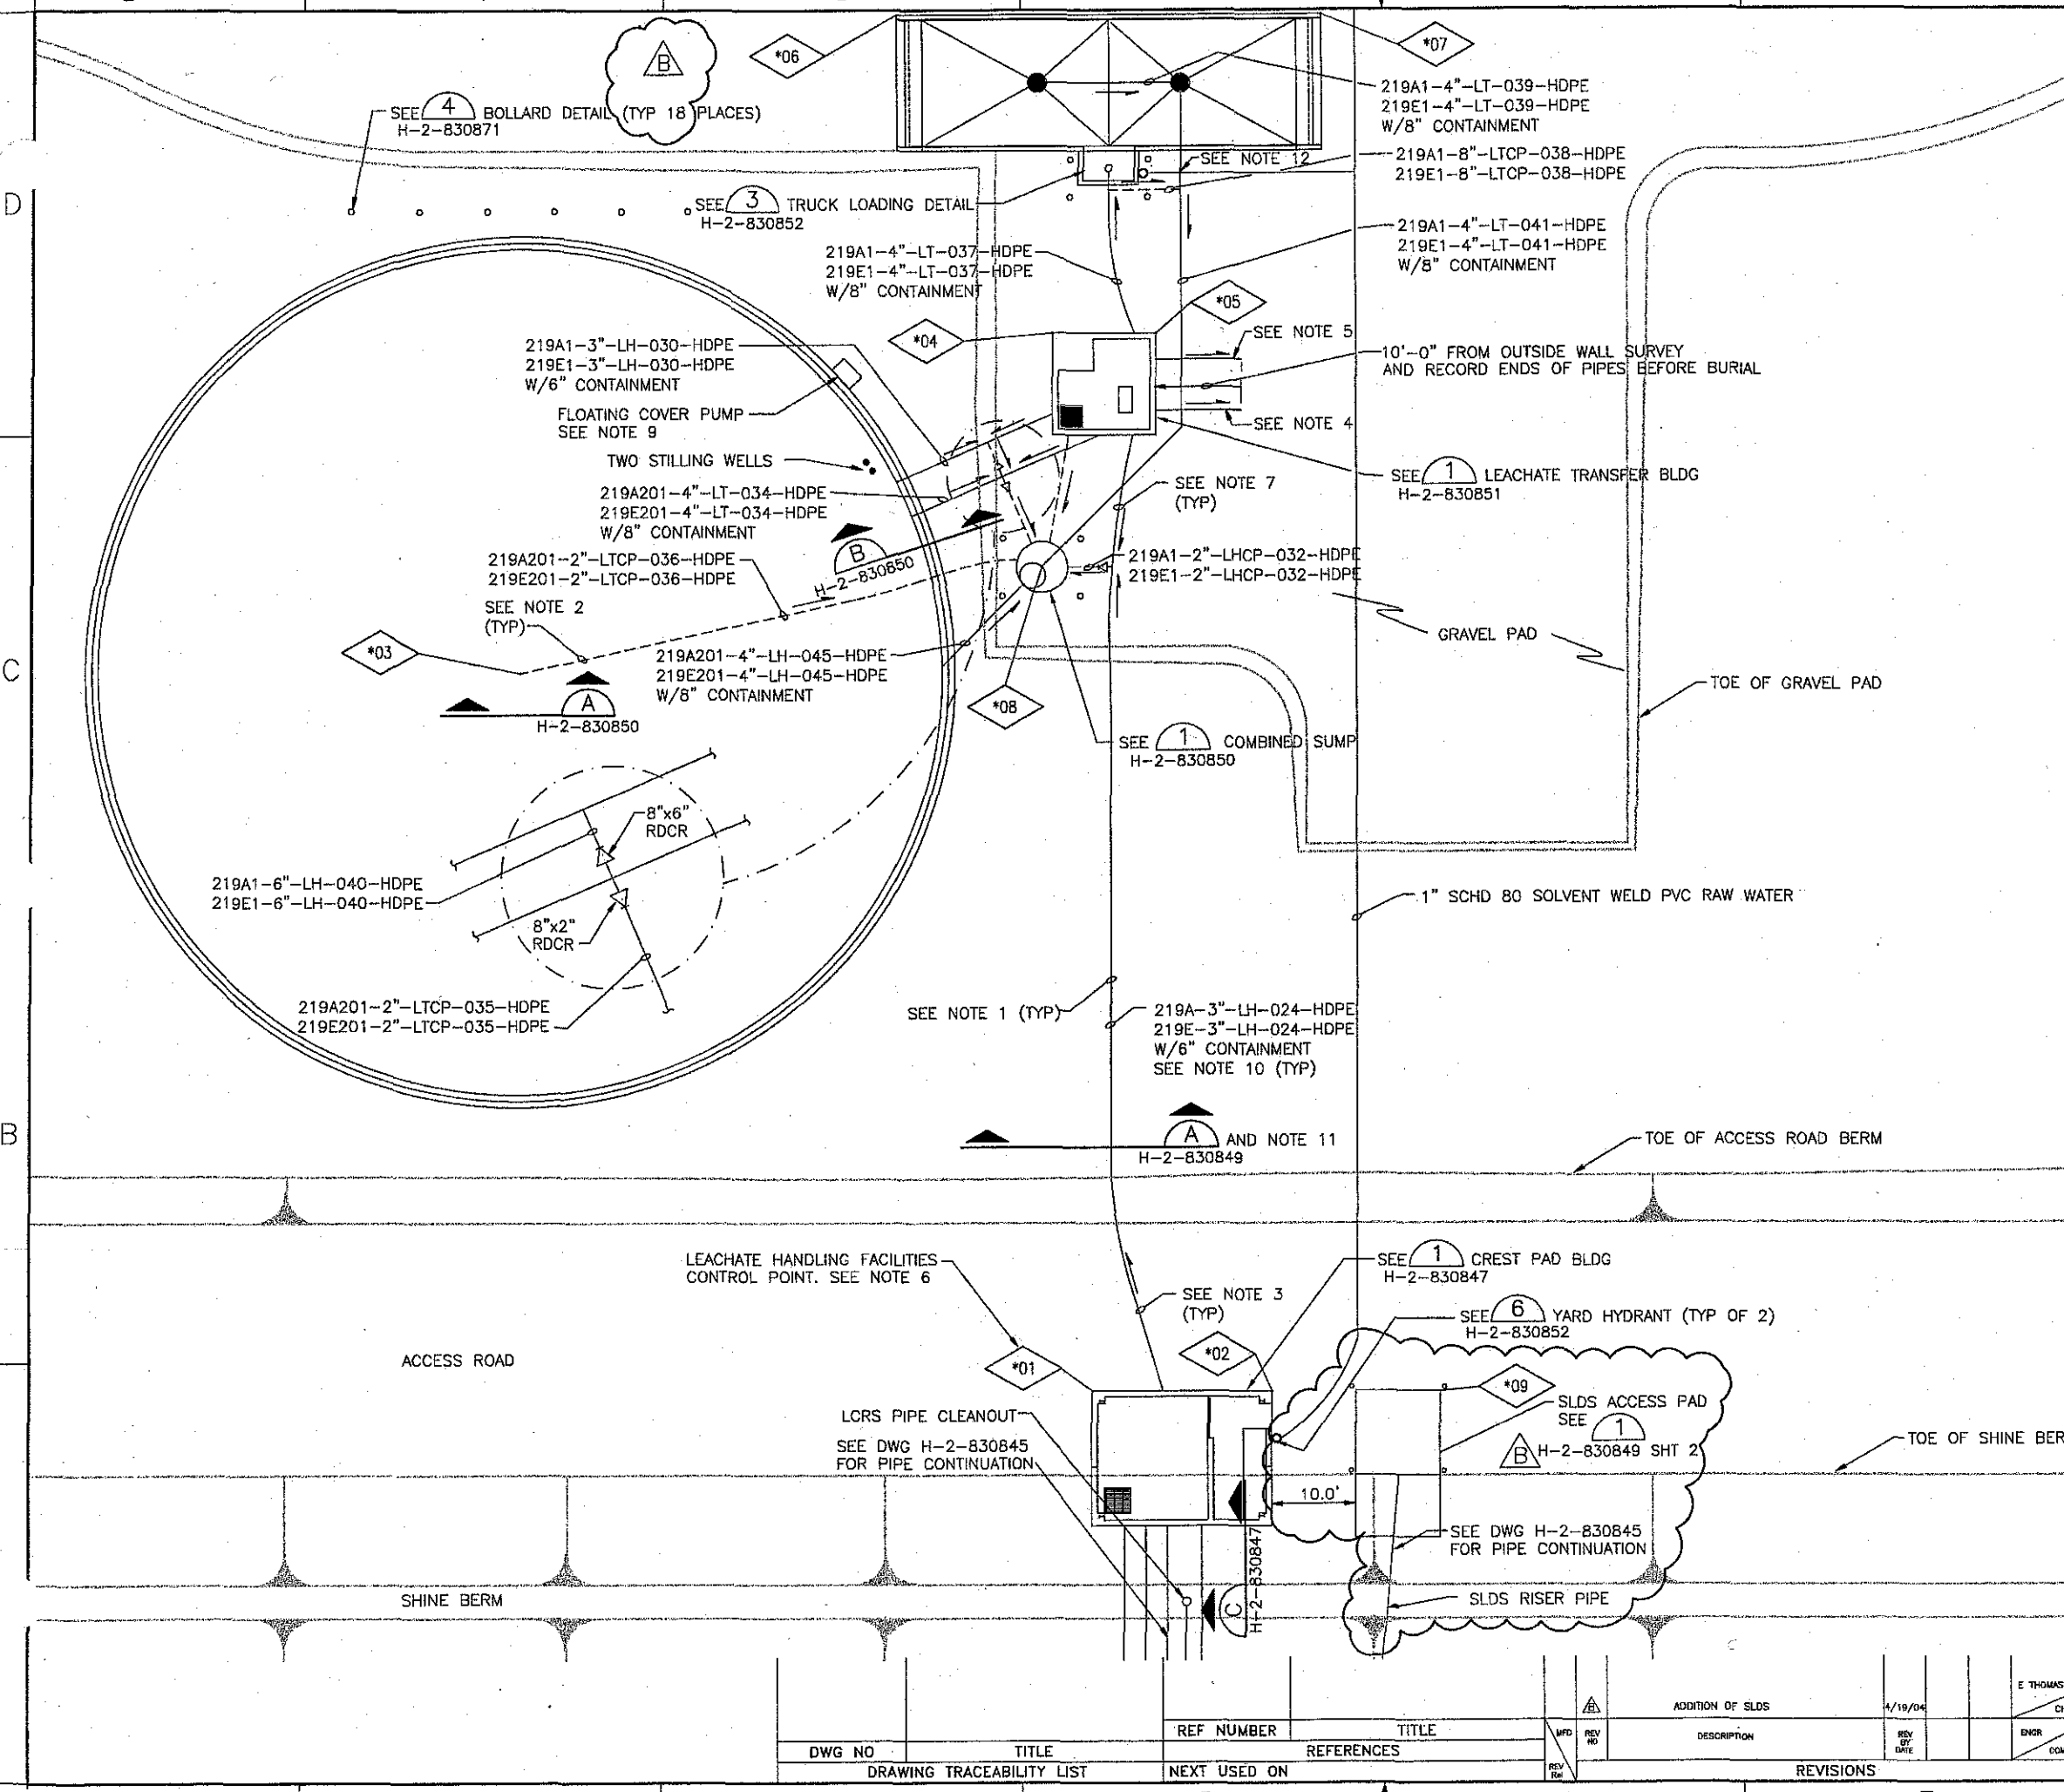 *06
*07
B
SEE 4 BOLLARD DETAIL (TYP 18 PLACES)
H-2-830871
219A1-4"-LT-039-HDPE
219E1-4"-LT-039-HDPE
W/8" CONTAINMENT
SEE NOTE 12
219A1-8"-LTCP-038-HDPE
219E1-8"-LTCP-038-HDPE
D
SEE 3 TRUCK LOADING DETAIL
H-2-830852
219A1-4"-LT-037-HDPE
219E1-4"-LT-037-HDPE
W/8" CONTAINMENT
219A1-4"-LT-041-HDPE
219E1-4"-LT-041-HDPE
W/8" CONTAINMENT
*05
*04
SEE NOTE 5
219A1-3"-LH-030-HDPE
219E1-3"-LH-030-HDPE
W/6" CONTAINMENT
10'-0" FROM OUTSIDE WALL SURVEY
AND RECORD ENDS OF PIPES BEFORE BURIAL
FLOATING COVER PUMP
SEE NOTE 9
SEE NOTE 4
TWO STILLING WELLS
SEE 1 LEACHATE TRANSFER BLDG
H-2-830851
SEE NOTE 7
(TYP)
219A201-4"-LT-034-HDPE
219E201-4"-LT-034-HDPE
W/8" CONTAINMENT
B
H-2-830850
219A201-2"-LTCP-036-HDPE
219E201-2"-LTCP-036-HDPE
219A1-2"-LHCP-032-HDPE
219E1-2"-LHCP-032-HDPE
SEE NOTE 2
(TYP)
GRAVEL PAD
*03
C
219A201-4"-LH-045-HDPE
219E201-4"-LH-045-HDPE
W/8" CONTAINMENT
TOE OF GRAVEL PAD
A
H-2-830850
*08
SEE 1 COMBINED SUMP
H-2-830850
8"x6"
RDCR
219A1-6"-LH-040-HDPE
219E1-6"-LH-040-HDPE
8"x2"
RDCR
1" SCHD 80 SOLVENT WELD PVC RAW WATER
219A201-2"-LTCP-035-HDPE
219E201-2"-LTCP-035-HDPE
SEE NOTE 1 (TYP)
219A-3"-LH-024-HDPE
219E-3"-LH-024-HDPE
W/6" CONTAINMENT
SEE NOTE 10 (TYP)
B
A AND NOTE 11
H-2-830849
TOE OF ACCESS ROAD BERM
LEACHATE HANDLING FACILITIES
CONTROL POINT. SEE NOTE 6
SEE 1 CREST PAD BLDG
H-2-830847
SEE NOTE 3
(TYP)
SEE 6 YARD HYDRANT (TYP OF 2)
H-2-830852
ACCESS ROAD
*01
*02
*09
SLDS ACCESS PAD
SEE 1
B H-2-830849 SHT 2
LCRS PIPE CLEANOUT
SEE DWG H-2-830845
FOR PIPE CONTINUATION
TOE OF SHINE BER
10.0'
SEE DWG H-2-830845
FOR PIPE CONTINUATION
C
H-2-830847
SHINE BERM
SLDS RISER PIPE
ADDITION OF SLDS
4/19/04
E THOMAS
REF NUMBER
TITLE
MFD
REV NO
DESCRIPTION
REV BY DATE
ENGR
DWG NO
TITLE
REFERENCES
DRAWING TRACEABILITY LIST
NEXT USED ON
REV
REVISIONS